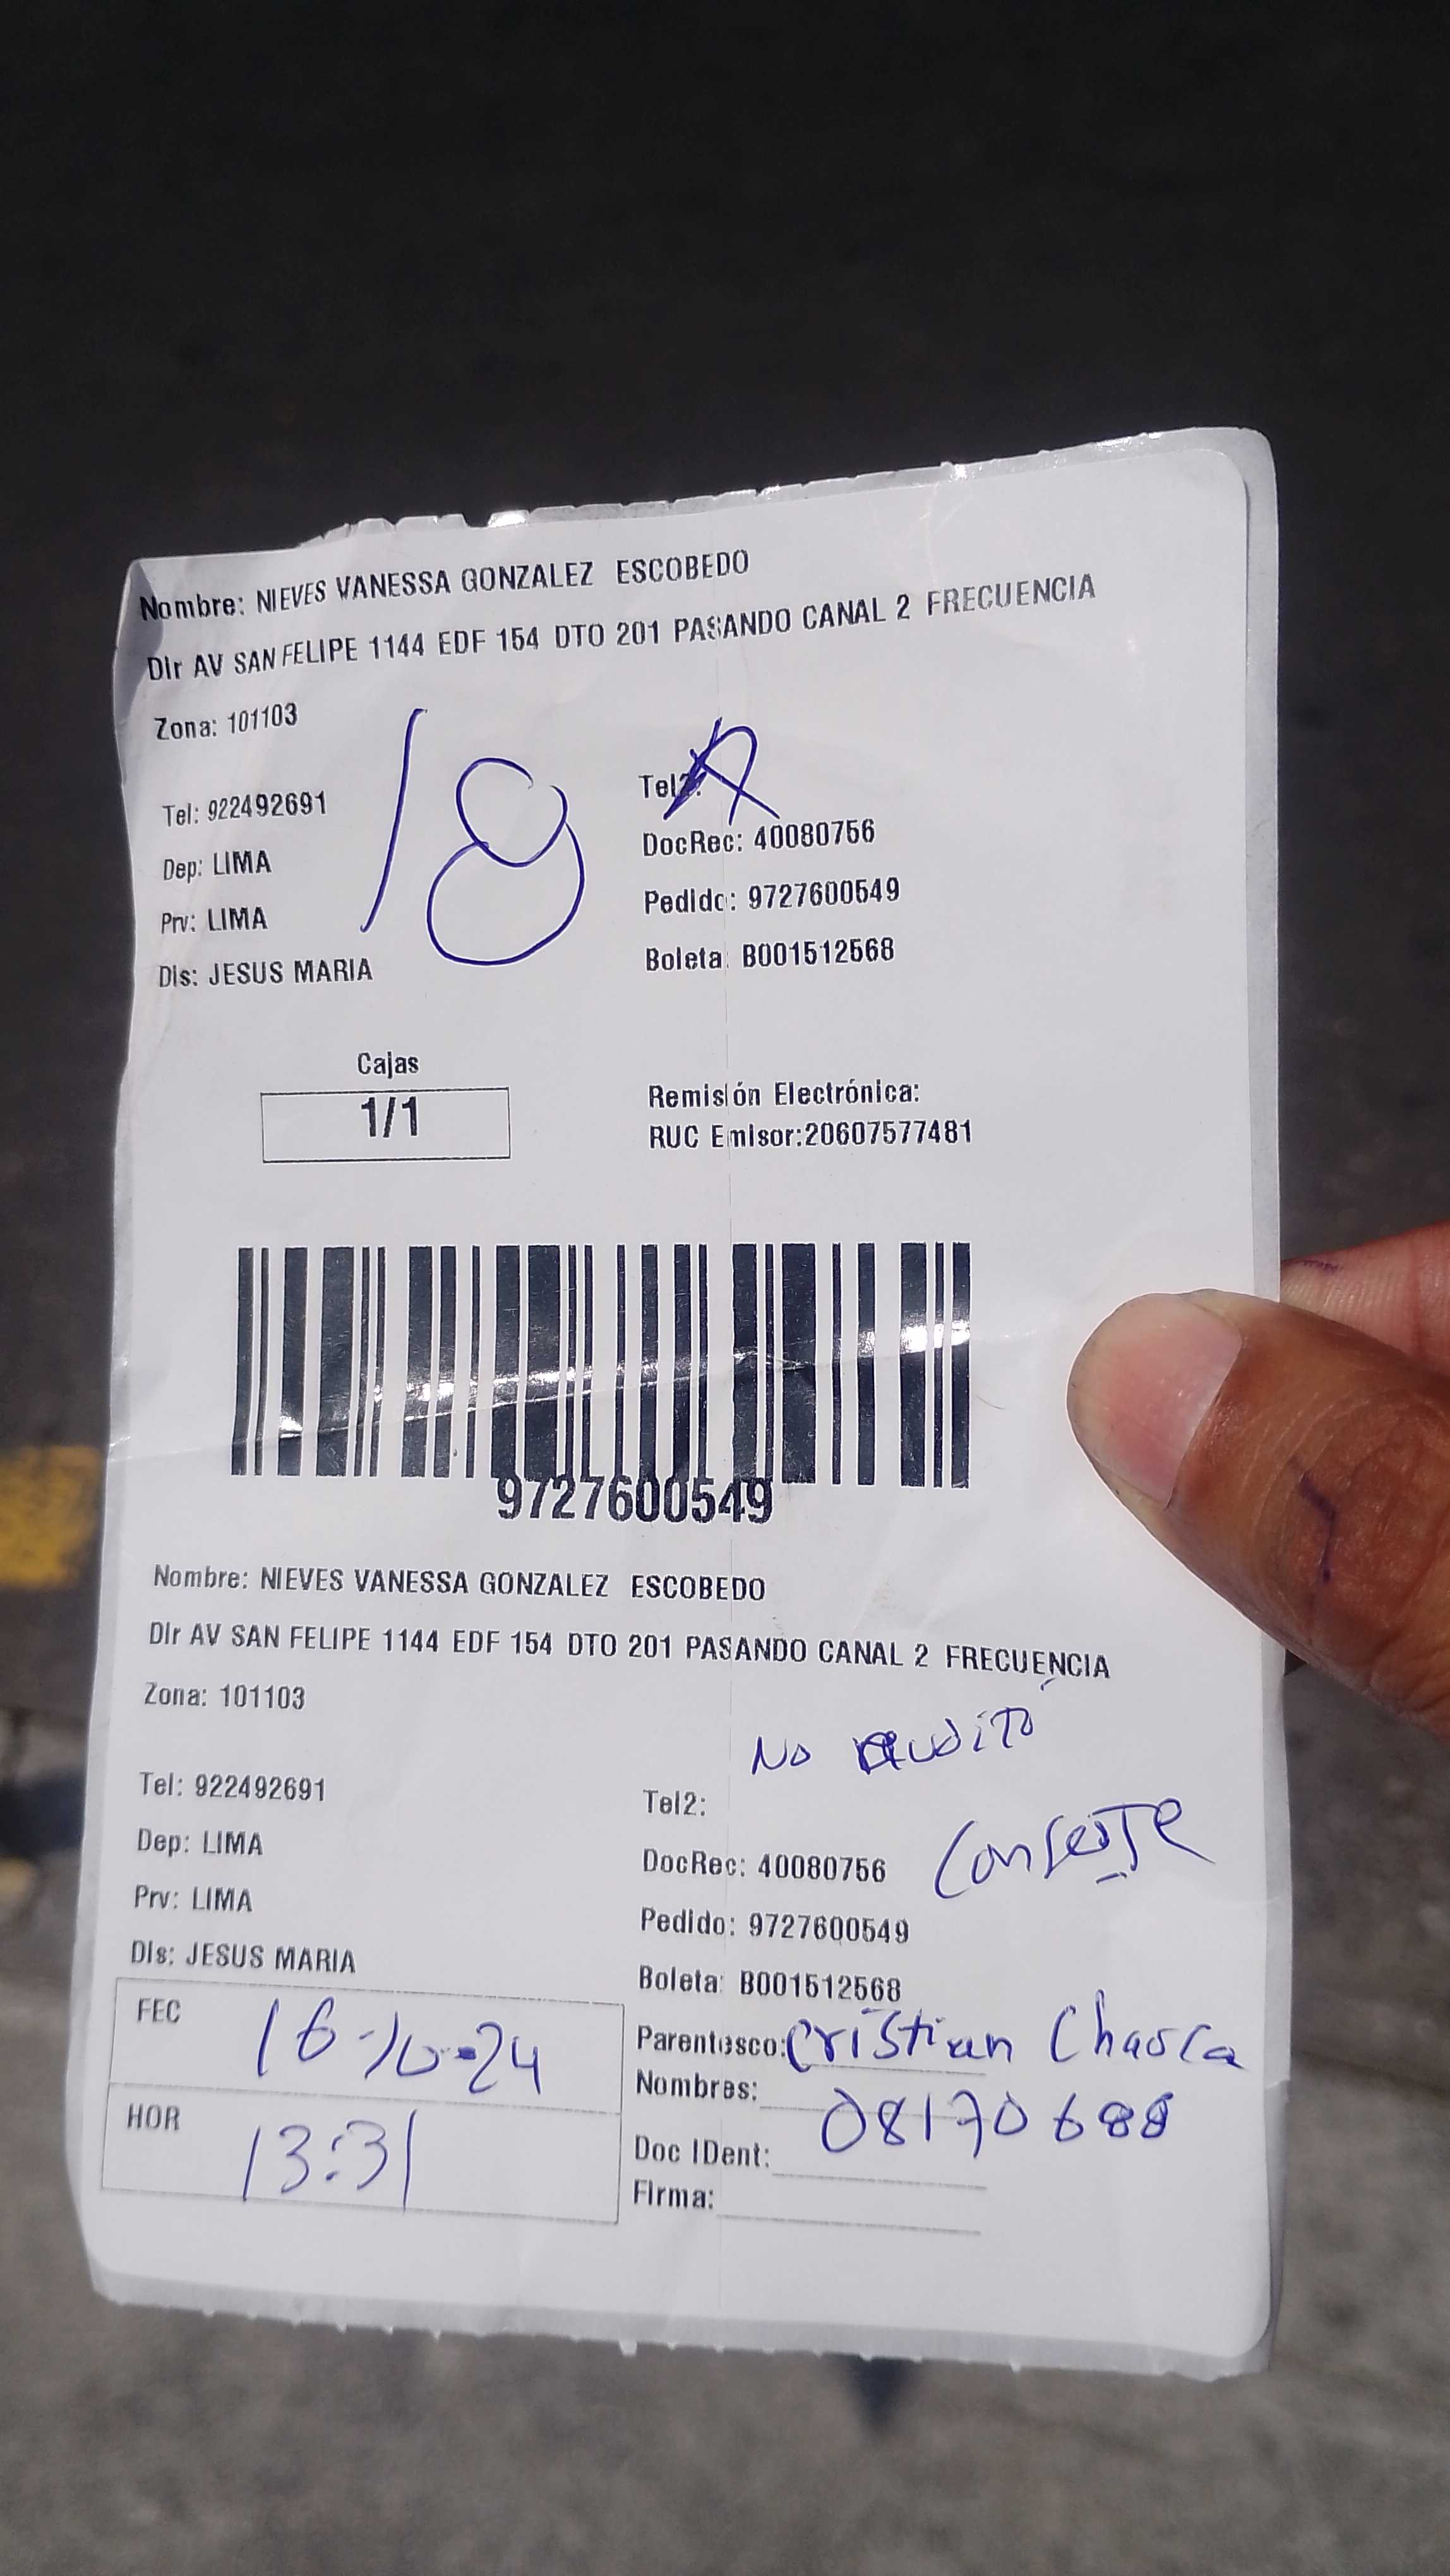 Nombre: NIEVES VANESSA GONZALEZ ESCOBEDO
Dir AV SAN FELIPE 1144 EDF 154 DTO 201 PASANDO CANAL 2 FRECUENCIA
Zona: 101103
18
Tel: 922492691
Tel2:
Dep: LIMA
DocRec: 40080756
Prv: LIMA
Pedido: 9727600549
Dis: JESUS MARIA
Boleta: B001512568
Cajas
1/1
Remisión Electrónica:
RUC Emisor:20607577481
9727600549
Nombre: NIEVES VANESSA GONZALEZ ESCOBEDO
Dir AV SAN FELIPE 1144 EDF 154 DTO 201 PASANDO CANAL 2 FRECUENCIA
Zona: 101103
No
Tel: 922492691
Tel2:
Dep: LIMA
DocRec: 40080756
Prv: LIMA
Pedido: 9727600549
Dis: JESUS MARIA
Boleta: B001512568
FEC 16-10-24
Parentesco: Cristian
Nombres:
HOR 13:31
Doc IDent: 08170688
Firma: